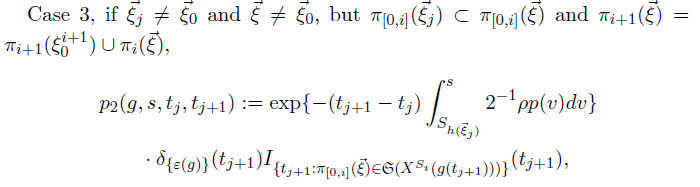 Case 3, if $\vec{\xi}_j \neq \vec{\xi}_0$ and $\vec{\xi} \neq \vec{\xi}_0$, but $\pi_{[0,i]}(\vec{\xi}_j) \subset \pi_{[0,i]}(\vec{\xi})$ and $\pi_{i+1}(\vec{\xi}) =$
$\pi_{i+1}(\xi_0^{i+1}) \cup \pi_i(\vec{\xi})$,
$p_2(g, s, t_j, t_{j+1}) := \exp\{-(t_{j+1} - t_j) \int_{S_{h(\vec{\xi}_j)}}^{s} 2^{-1} \rho p(v) dv\}$
$\cdot\, \delta_{\{\varepsilon(g)\}}(t_{j+1}) I_{\{t_{j+1} : \pi_{[0,i]}(\vec{\xi}) \in \mathfrak{S}(X^{S_i}(g(t_{j+1})))\}}(t_{j+1}),$